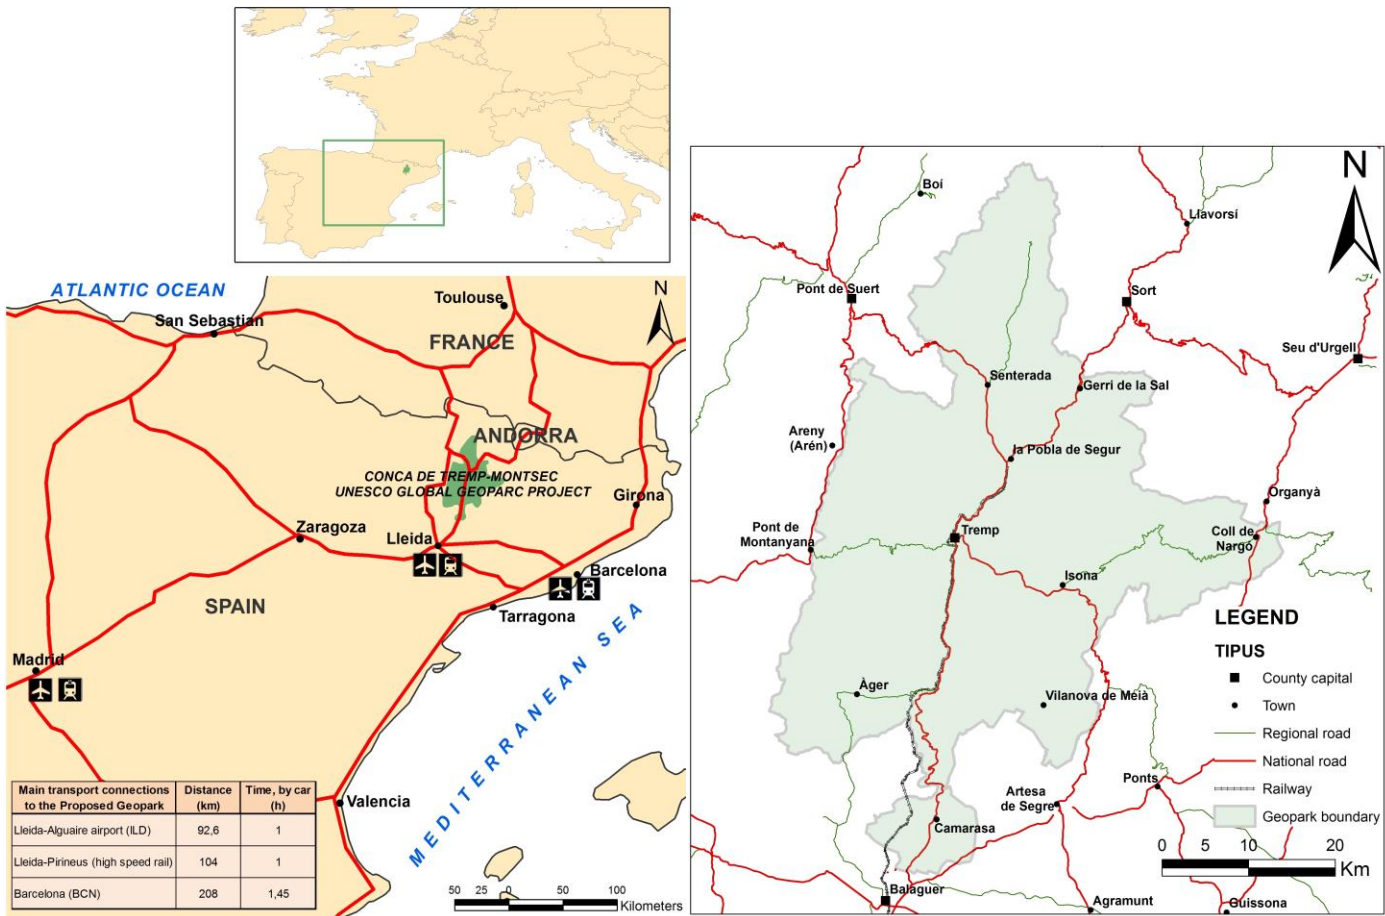 ATLANTIC OCEAN
N
Toulouse
San Sebastian
FRANCE
ANDORRA
CONCA DE TREMP-MONTSEC
UNESCO GLOBAL GEOPARC PROJECT
Girona
Zaragoza
Lleida
Barcelona
SPAIN
Tarragona
Madrid
MEDITERRANEAN SEA
Valencia
Main transport connections to the Proposed Geopark Distance (km) Time, by car (h)
Lleida-Alguaire airport (ILD) 92,6 1
Lleida-Pirineus (high speed rail) 104 1
Barcelona (BCN) 208 1,45
50 25 0 50 100
Kilometers
N
Boí
Llavorsí
Pont de Suert
Sort
Seu d'Urgell
Senterada
Gerri de la Sal
Areny
(Arén)
la Pobla de Segur
Organyà
Pont de
Montanyana
Tremp
Coll de
Nargó
Isona
LEGEND
TIPUS
County capital
Town
Regional road
National road
Railway
Geopark boundary
Àger
Vilanova de Meià
Ponts
Artesa
de Segre
Camarasa
0 5 10 20
Km
Balaguer
Agramunt
Guissona